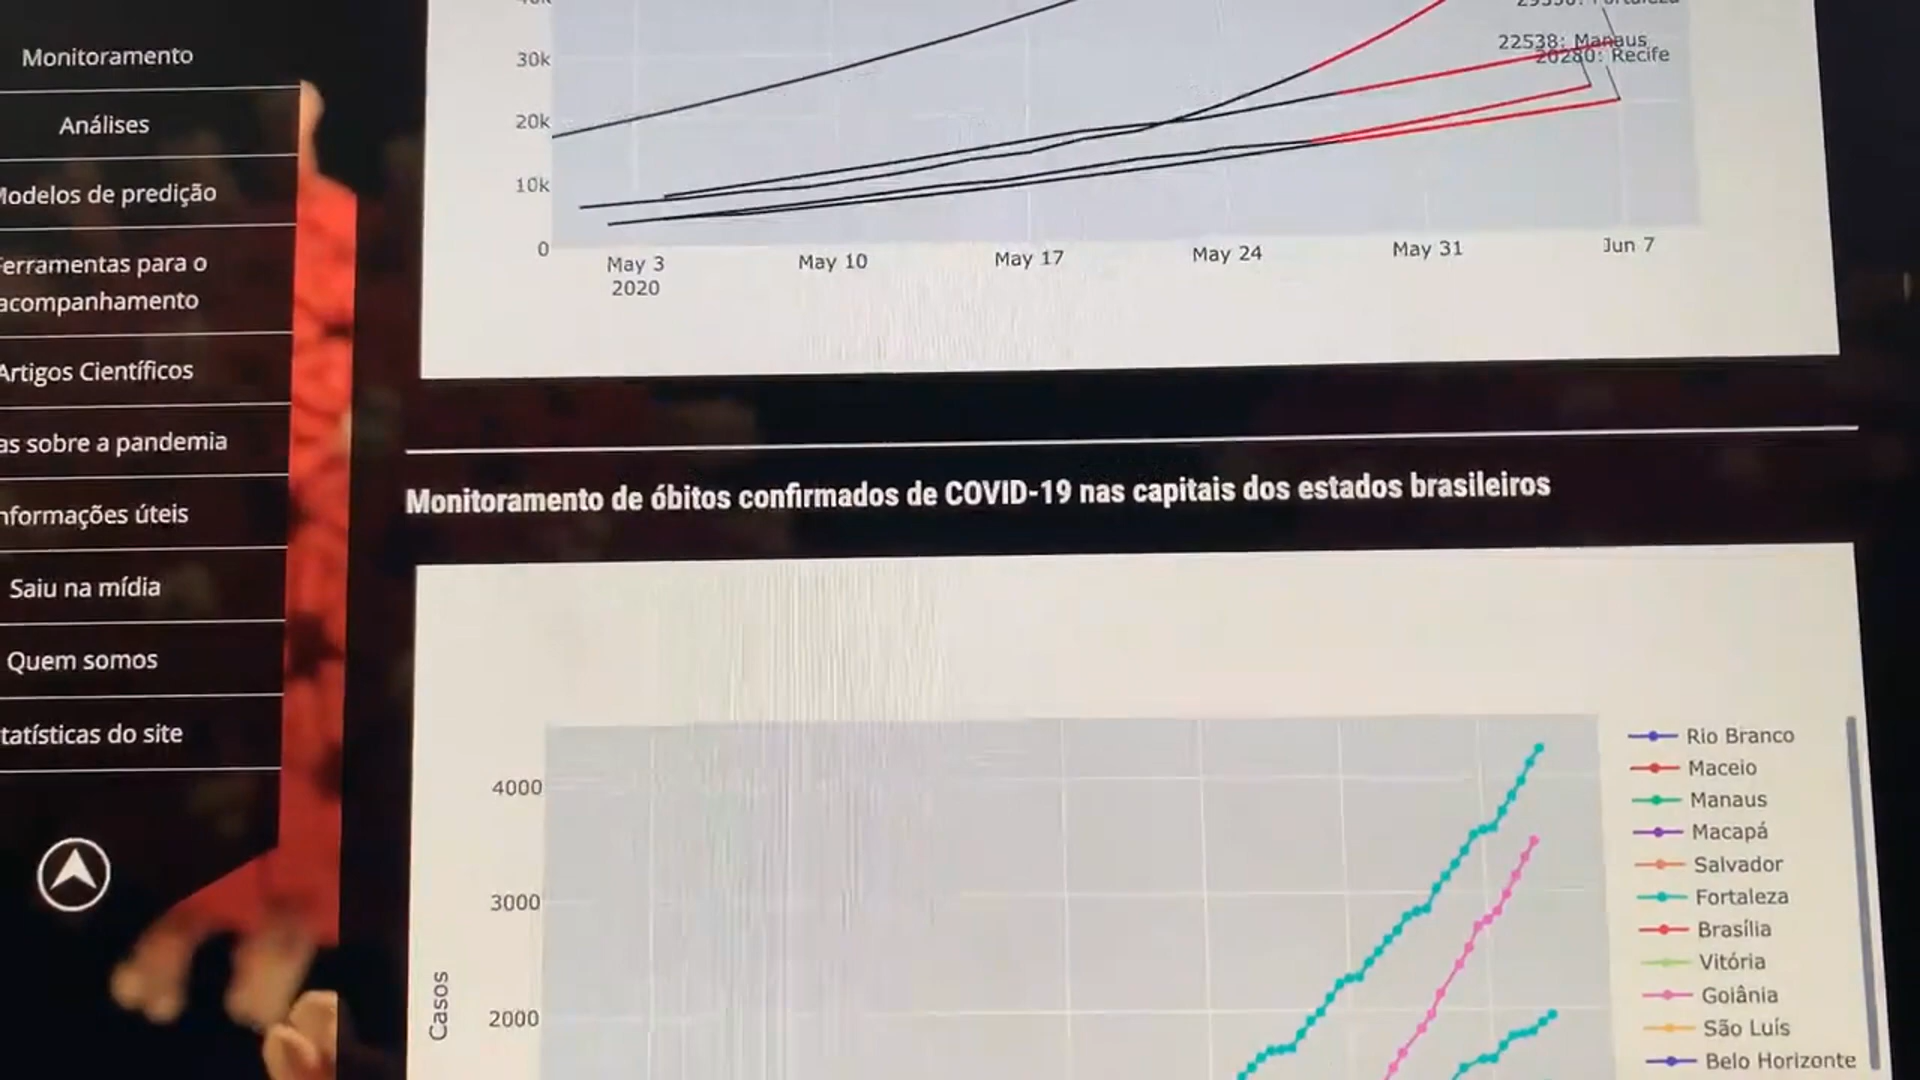 Monitoramento
Análises
Modelos de predição
Ferramentas para o
acompanhamento
Artigos Científicos
as sobre a pandemia
nformações úteis
Saiu na mídia
Quem somos
tatísticas do site
30k
20k
10k
0
22538: Manaus
20280: Recife
May 3
2020
May 10
May 17
May 24
May 31
Jun 7
Monitoramento de óbitos confirmados de COVID-19 nas capitais dos estados brasileiros
4000
3000
2000
Casos
Rio Branco
Maceio
Manaus
Macapá
Salvador
Fortaleza
Brasília
Vitória
Goiânia
São Luís
Belo Horizonte